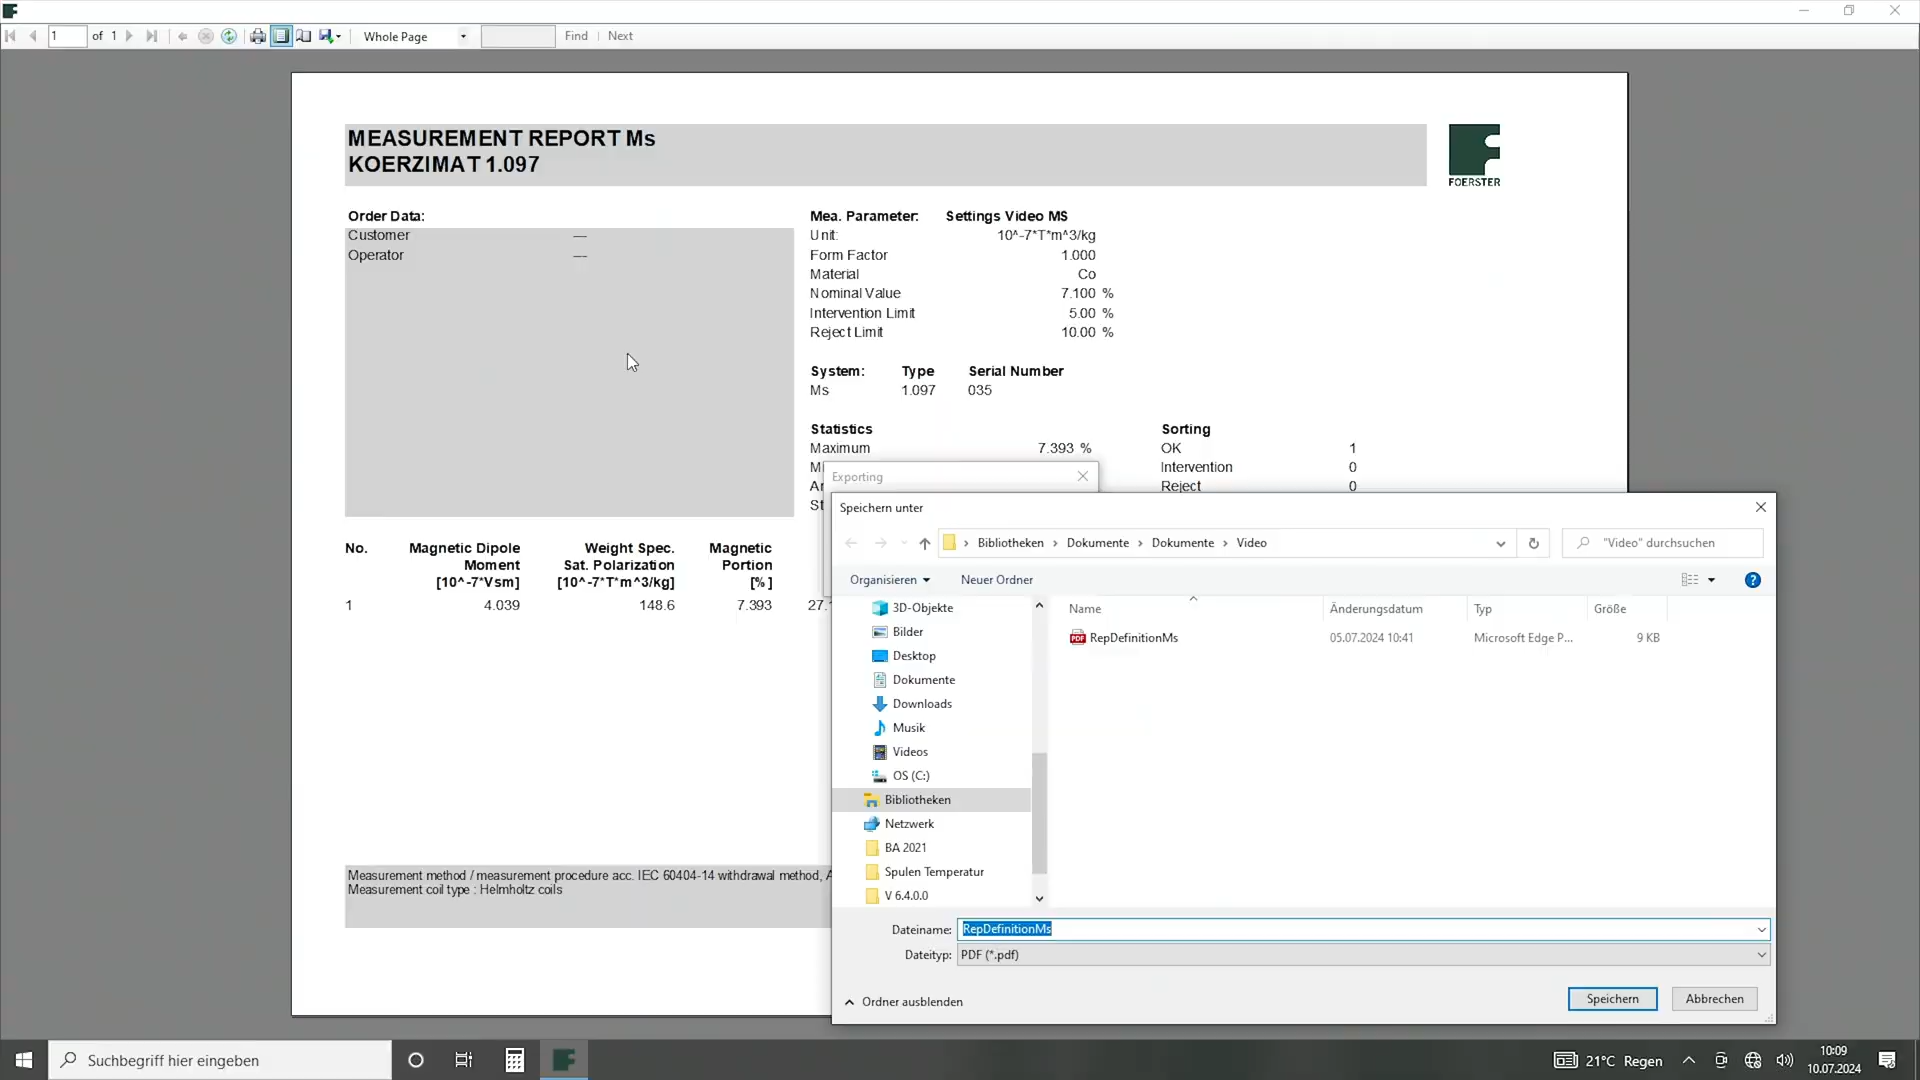 1 of 1 Whole Page Find Next
MEASUREMENT REPORT Ms
KOERZIMAT 1.097
FOERSTER
Order Data:
Customer ---
Operator ---
Mea. Parameter: Settings Video MS
Unit: 10^-7*T*m^3/kg
Form Factor 1.000
Material Co
Nominal Value 7.100 %
Intervention Limit 5.00 %
Reject Limit 10.00 %
System: Type Serial Number
Ms 1.097 035
Statistics
Maximum 7.393 %
Sorting
OK 1
Intervention 0
Reject 0
No. Magnetic Dipole Weight Spec. Magnetic
Moment Sat. Polarization Portion
[10^-7*Vsm] [10^-7*T*m^3/kg] [%]
1 4.039 148.6 7.393 27.1
Measurement method / measurement procedure acc. IEC 60404-14 withdrawal method, A
Measurement coil type : Helmholtz coils
Exporting
Speichern unter
Bibliotheken > Dokumente > Dokumente > Video
"Video" durchsuchen
Organisieren Neuer Ordner
3D-Objekte
Bilder
Desktop
Dokumente
Downloads
Musik
Videos
OS (C:)
Bibliotheken
Netzwerk
BA 2021
Spulen Temperatur
V 6.4.0.0
Name Änderungsdatum Typ Größe
PDF RepDefinitionMs 05.07.2024 10:41 Microsoft Edge P... 9 KB
Dateiname: RepDefinitionMs
Dateityp: PDF (*.pdf)
Ordner ausblenden
Speichern Abbrechen
Suchbegriff hier eingeben
21°C Regen
10:09
10.07.2024